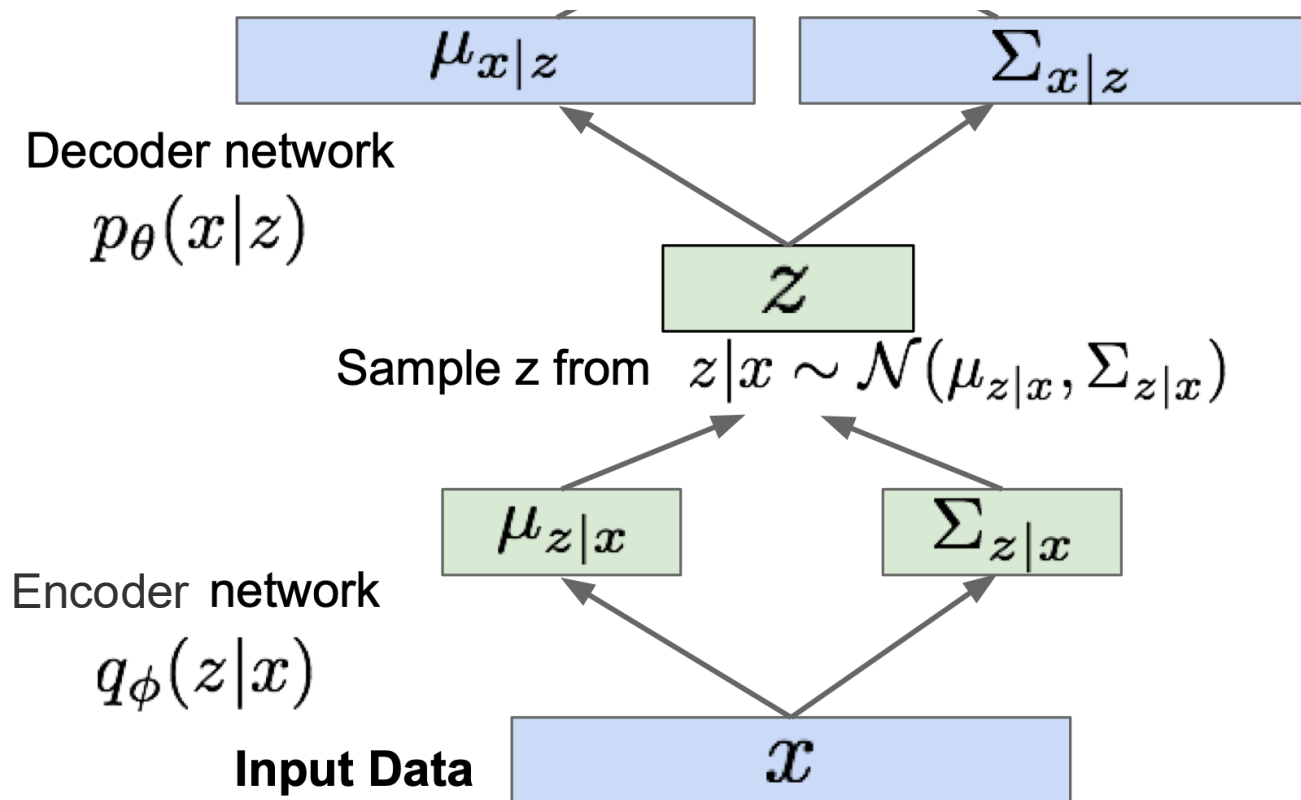 μ_{x|z} Σ_{x|z}
Decoder network
p_θ(x|z)
z
Sample z from z|x ∼ 𝒩(μ_{z|x}, Σ_{z|x})
μ_{z|x} Σ_{z|x}
Encoder network
q_ϕ(z|x)
Input Data x